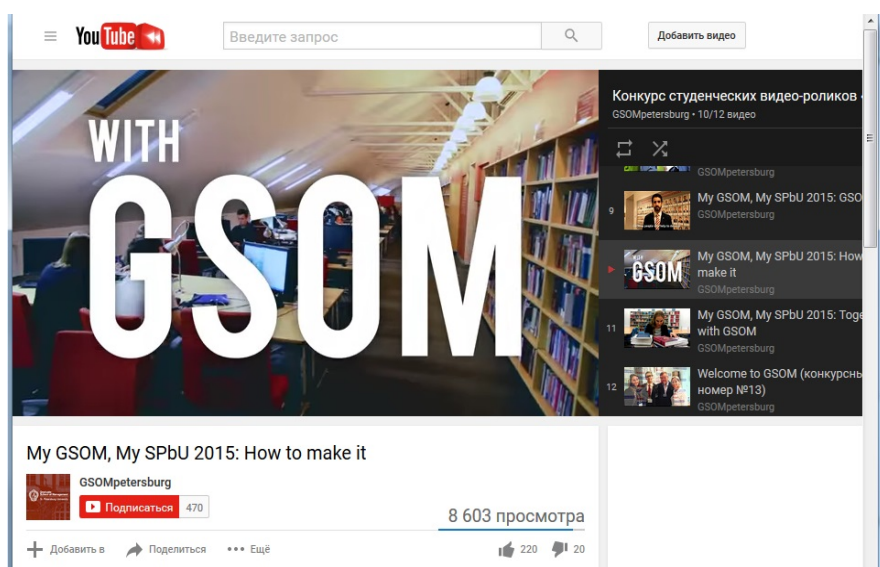 YouTube
Введите запрос
Добавить видео
WITH
GSOM
Конкурс студенческих видео-роликов
GSOMpetersburg • 10/12 видео
GSOMpetersburg
9
My GSOM, My SPbU 2015: GSO
GSOMpetersburg
WITH
GSOM
My GSOM, My SPbU 2015: How
make it
GSOMpetersburg
11
My GSOM, My SPbU 2015: Toge
with GSOM
GSOMpetersburg
12
Welcome to GSOM (конкурсны
номер №13)
GSOMpetersburg
My GSOM, My SPbU 2015: How to make it
GSOMpetersburg
Подписаться 470
8 603 просмотра
Добавить в Поделиться ••• Ещё
220 20